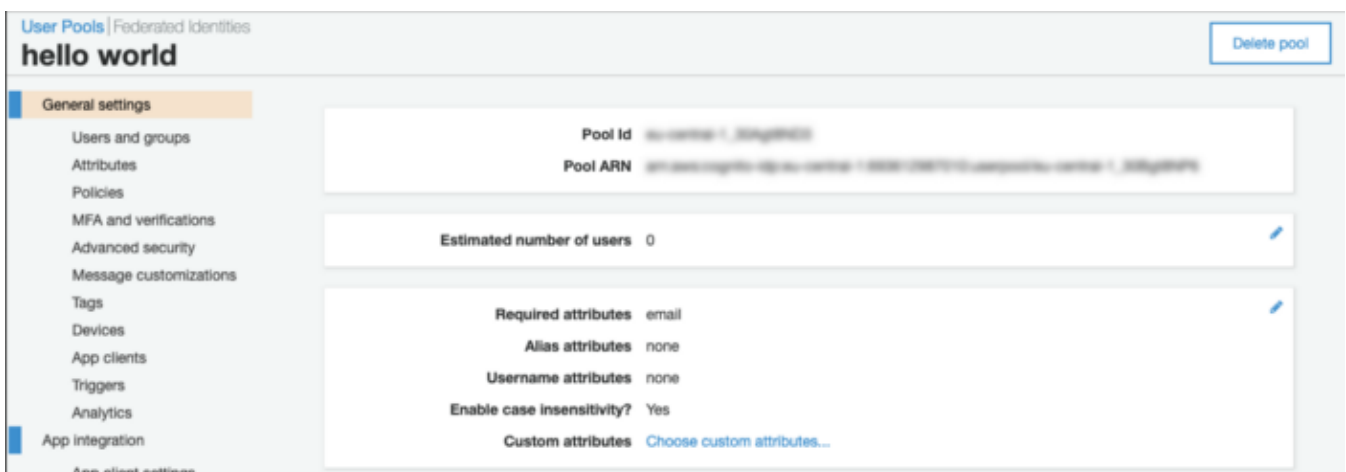 User Pools | Federated Identities
hello world
Delete pool
General settings
Users and groups
Attributes
Policies
MFA and verifications
Advanced security
Message customizations
Tags
Devices
App clients
Triggers
Analytics
App integration
App client settings
Pool Id
Pool ARN
Estimated number of users 0
Required attributes email
Alias attributes none
Username attributes none
Enable case insensitivity? Yes
Custom attributes Choose custom attributes...